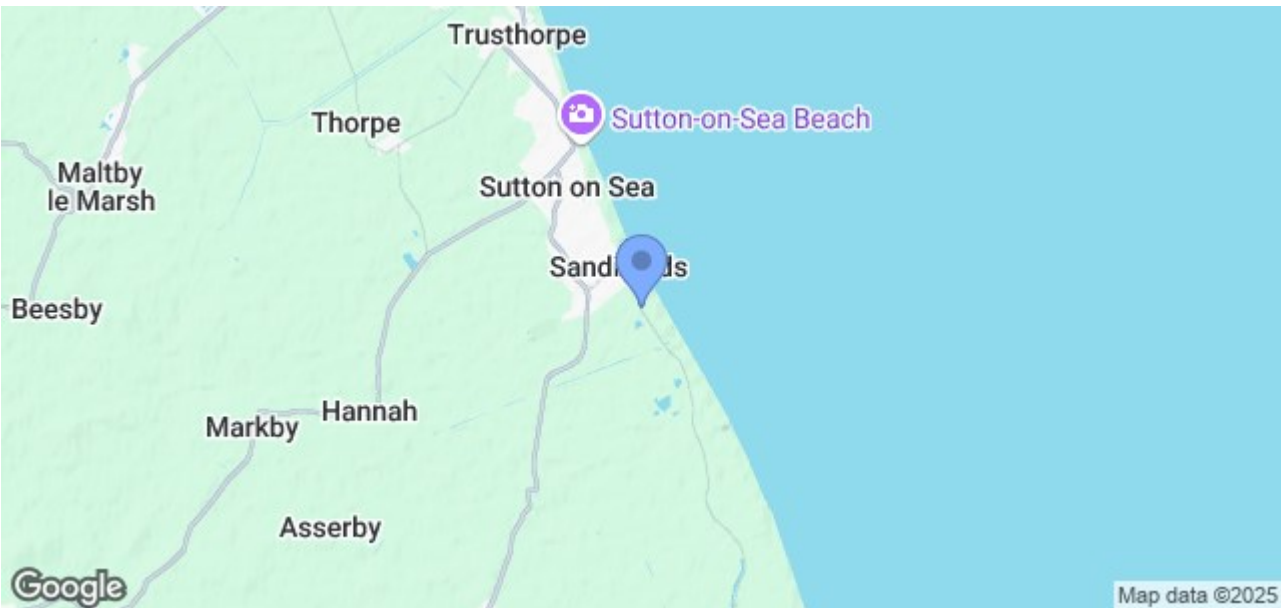 Trusthorpe
Sutton-on-Sea Beach
Thorpe
Maltby
le Marsh
Sutton on Sea
Beesby
Hannah
Markby
Asserby
Google
Map data ©2025